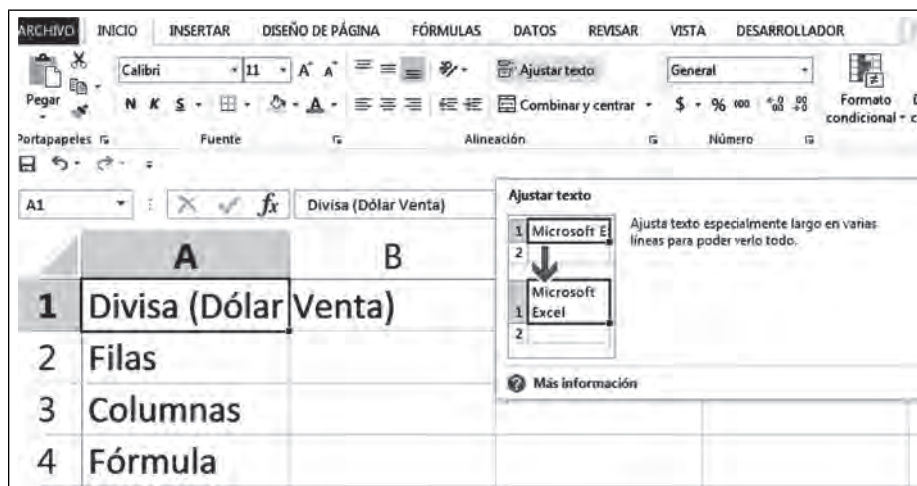 ARCHIVO INICIO INSERTAR DISEÑO DE PÁGINA FÓRMULAS DATOS REVISAR VISTA DESARROLLADOR
Calibri 11 A A Ajustar texto General
Pegar N K S A Combinar y centrar $ % 000 Formato
condicional
Portapapeles Fuente Alineación Número
A1 fx Divisa (Dólar Venta)
Ajustar texto
1 Microsoft E
2
Ajusta texto especialmente largo en varias
líneas para poder verlo todo.
Microsoft
1 Excel
2
Más información
A B
1 Divisa (Dólar Venta)
2 Filas
3 Columnas
4 Fórmula